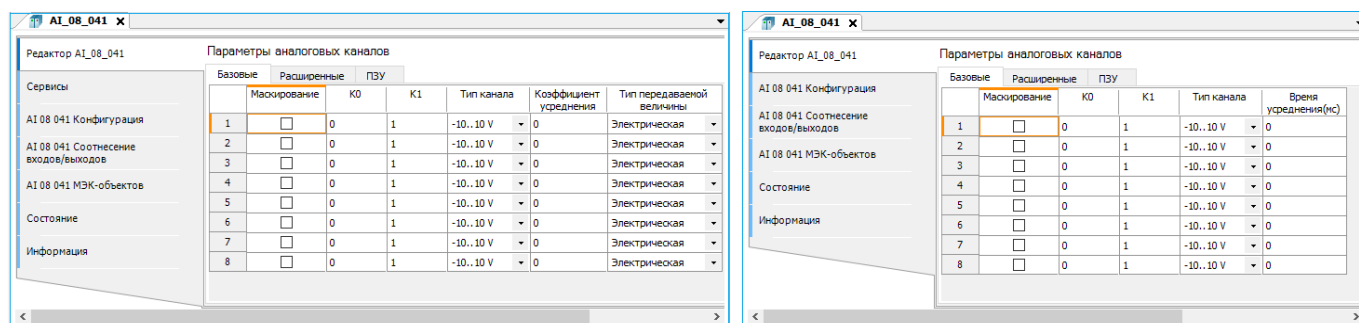 AI_08_041 X
Редактор AI_08_041
Сервисы
AI 08 041 Конфигурация
AI 08 041 Соотнесение
входов/выходов
AI 08 041 МЭК-объектов
Состояние
Информация
Параметры аналоговых каналов
Базовые Расширенные ПЗУ
Маскирование K0 K1 Тип канала Коэффициент усреднения Тип передаваемой величины
1 0 1 -10..10 V 0 Электрическая
2 0 1 -10..10 V 0 Электрическая
3 0 1 -10..10 V 0 Электрическая
4 0 1 -10..10 V 0 Электрическая
5 0 1 -10..10 V 0 Электрическая
6 0 1 -10..10 V 0 Электрическая
7 0 1 -10..10 V 0 Электрическая
8 0 1 -10..10 V 0 Электрическая
AI_08_041 X
Редактор AI_08_041
AI 08 041 Конфигурация
AI 08 041 Соотнесение
входов/выходов
AI 08 041 МЭК-объектов
Состояние
Информация
Параметры аналоговых каналов
Базовые Расширенные ПЗУ
Маскирование K0 K1 Тип канала Время усреднения(нс)
1 0 1 -10..10 V 0
2 0 1 -10..10 V 0
3 0 1 -10..10 V 0
4 0 1 -10..10 V 0
5 0 1 -10..10 V 0
6 0 1 -10..10 V 0
7 0 1 -10..10 V 0
8 0 1 -10..10 V 0